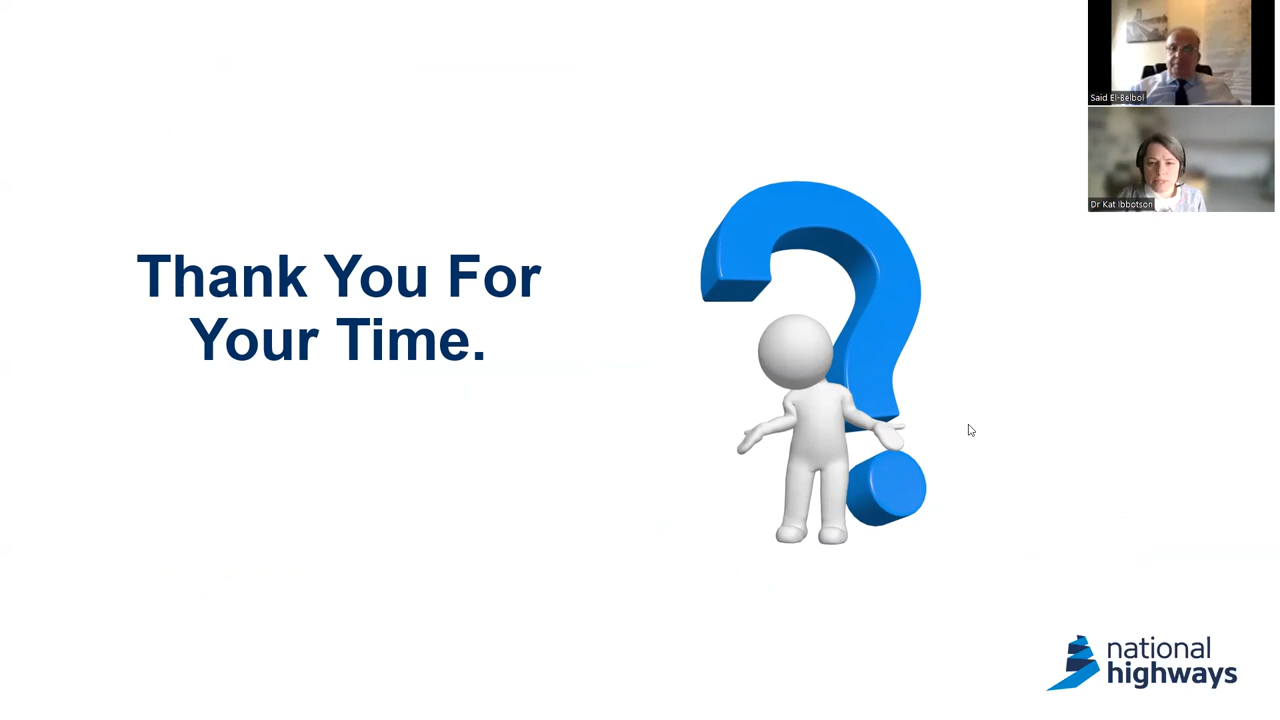 Said El-Belbol
Dr Kat Ibbotson
Thank You For
Your Time.
national
highways